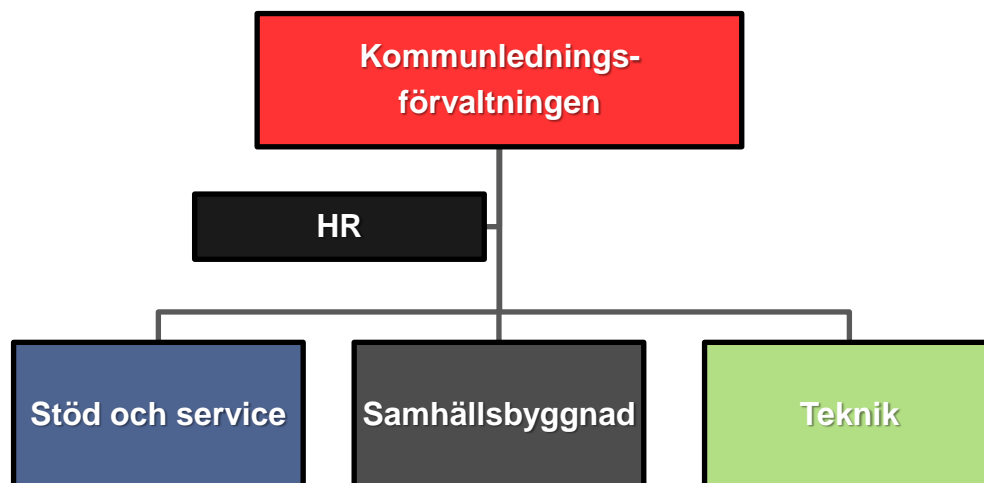 Kommunlednings-
förvaltningen
HR
Stöd och service
Samhällsbyggnad
Teknik